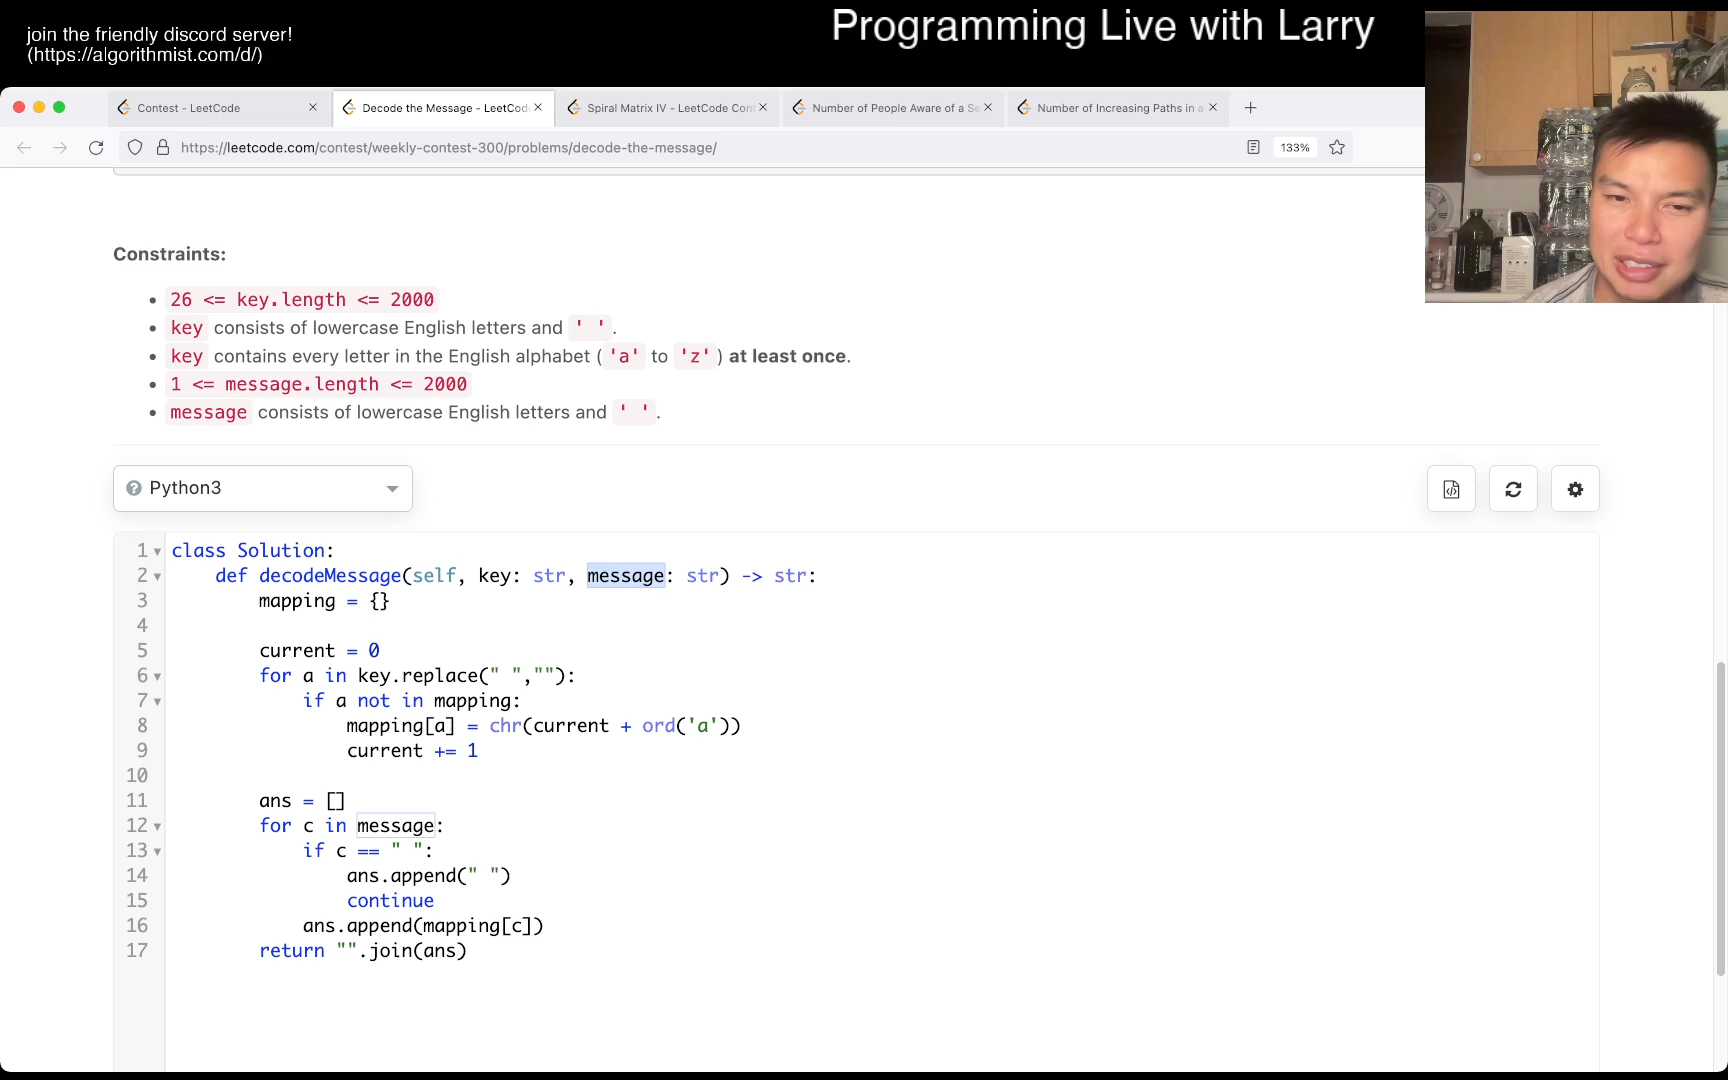 join the friendly discord server!
(https://algorithmist.com/d/)
Programming Live with Larry
Contest - LeetCode
Decode the Message - LeetCod
Spiral Matrix IV - LeetCode Cont
Number of People Aware of a Se
Number of Increasing Paths in a
https://leetcode.com/contest/weekly-contest-300/problems/decode-the-message/
133%
Constraints:
• 26 <= key.length <= 2000
• key consists of lowercase English letters and ' '.
• key contains every letter in the English alphabet ('a' to 'z') at least once.
• 1 <= message.length <= 2000
• message consists of lowercase English letters and ' '.
Python3
1 class Solution:
2     def decodeMessage(self, key: str, message: str) -> str:
3         mapping = {}
4
5         current = 0
6         for a in key.replace(" ",""):
7             if a not in mapping:
8                 mapping[a] = chr(current + ord('a'))
9                 current += 1
10
11         ans = []
12         for c in message:
13             if c == " ":
14                 ans.append(" ")
15                 continue
16             ans.append(mapping[c])
17         return "".join(ans)